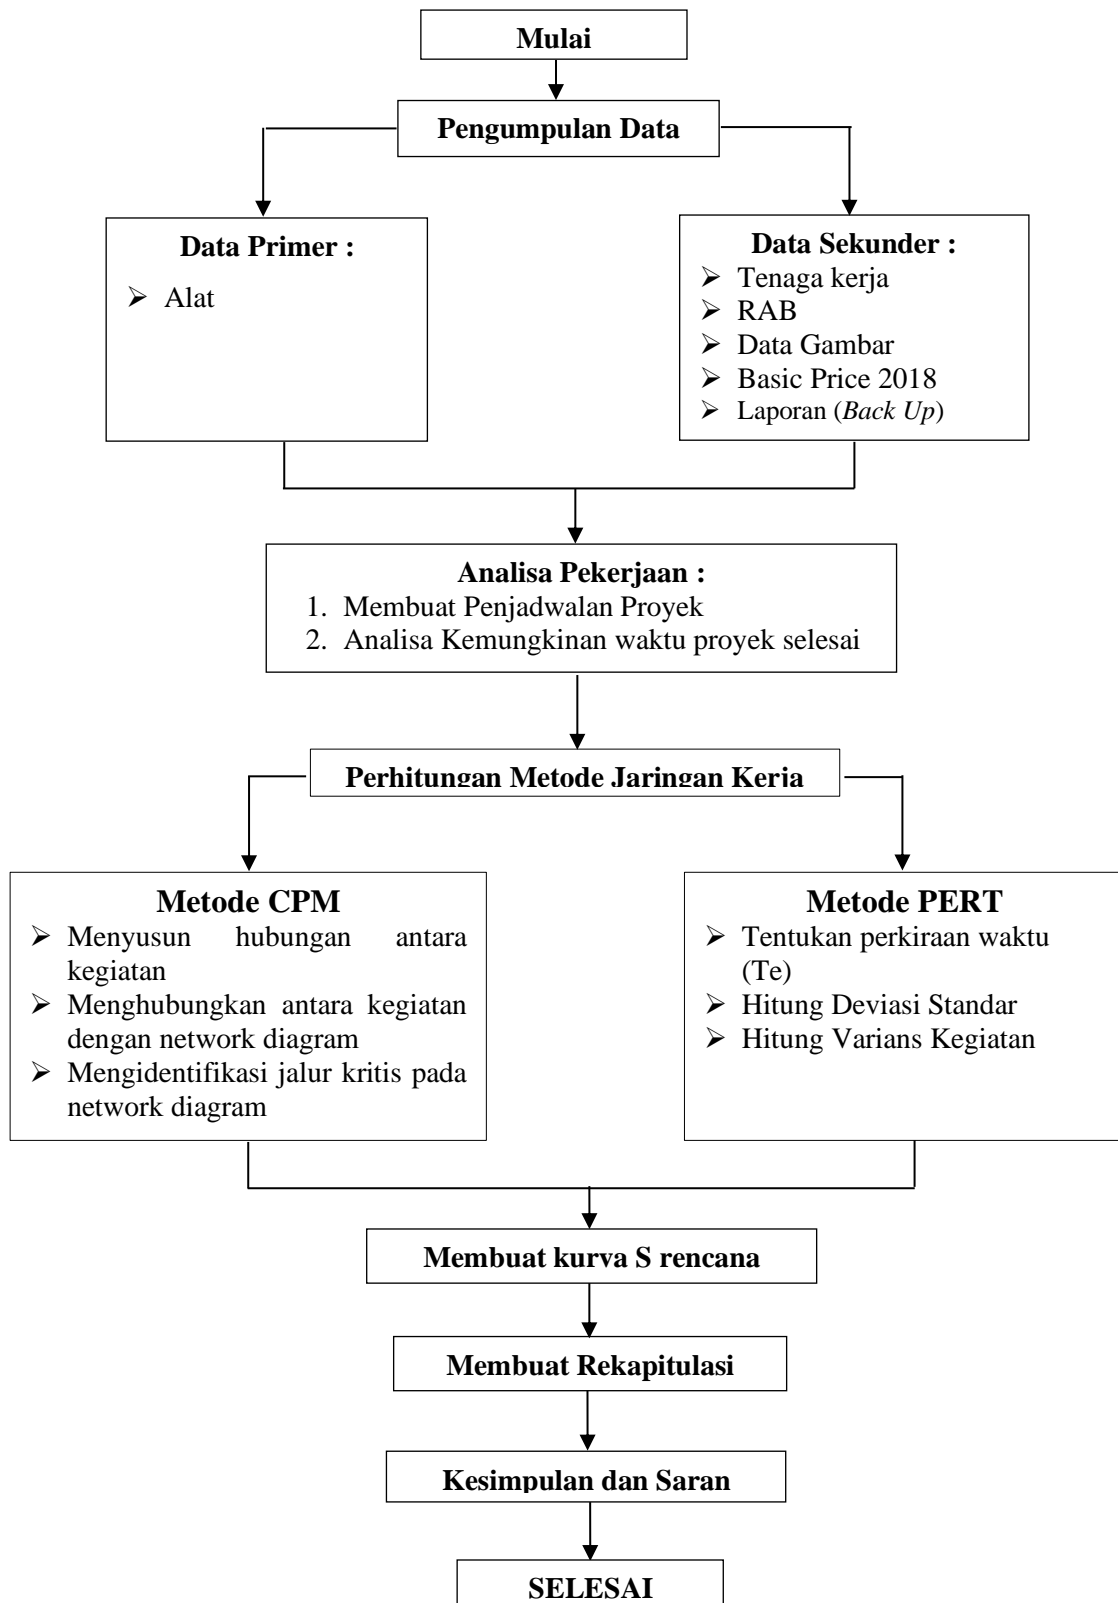 Mulai
Pengumpulan Data
Data Primer :
➢ Alat
Data Sekunder :
➢ Tenaga kerja
➢ RAB
➢ Data Gambar
➢ Basic Price 2018
➢ Laporan (Back Up)
Analisa Pekerjaan :
1. Membuat Penjadwalan Proyek
2. Analisa Kemungkinan waktu proyek selesai
Perhitungan Metode Jaringan Kerja
Metode CPM
➢ Menyusun hubungan antara
kegiatan
➢ Menghubungkan antara kegiatan
dengan network diagram
➢ Mengidentifikasi jalur kritis pada
network diagram
Metode PERT
➢ Tentukan perkiraan waktu
(Te)
➢ Hitung Deviasi Standar
➢ Hitung Varians Kegiatan
Membuat kurva S rencana
Membuat Rekapitulasi
Kesimpulan dan Saran
SELESAI